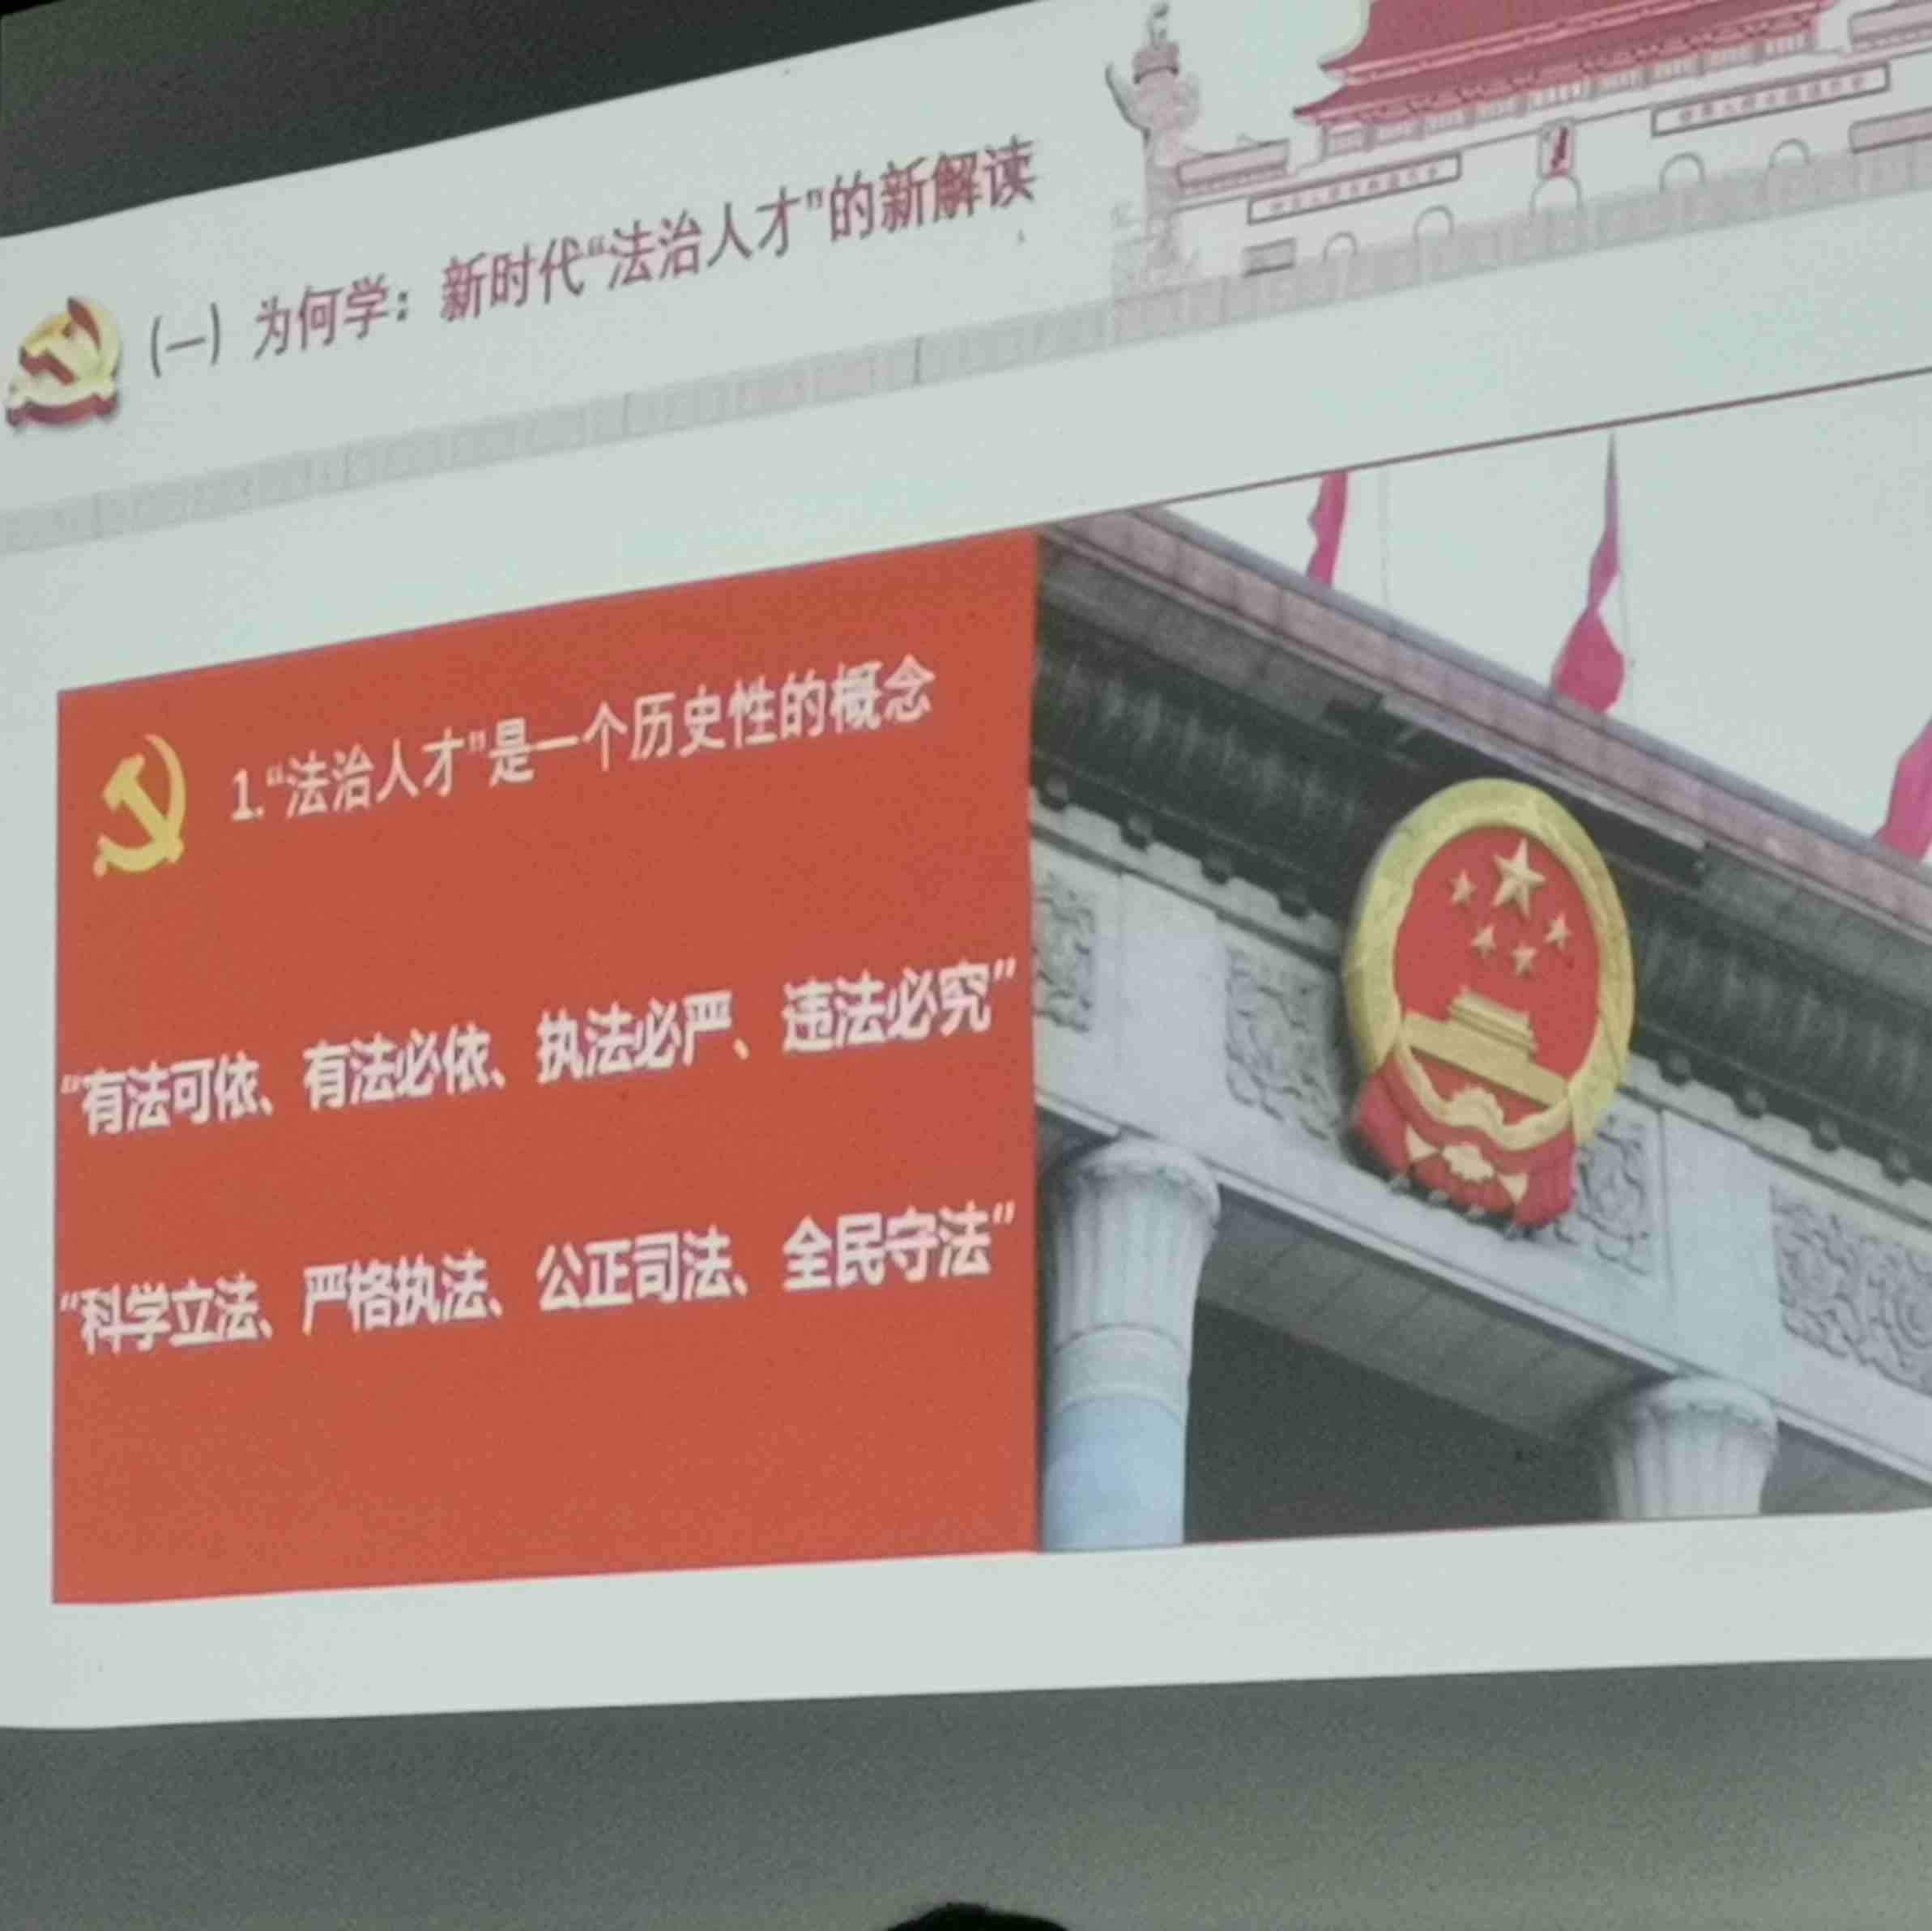 (一) 为何学：新时代“法治人才”的新解读
1.“法治人才”是一个历史性的概念
“有法可依、有法必依、执法必严、违法必究”
“科学立法、严格执法、公正司法、全民守法”